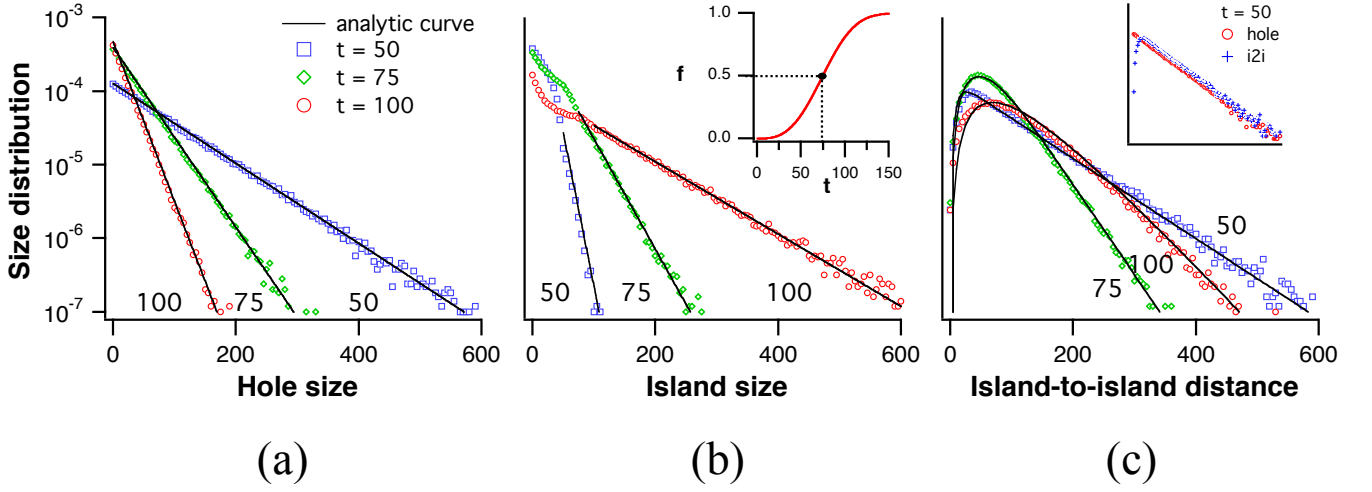 10⁻³
10⁻⁴
10⁻⁵
10⁻⁶
10⁻⁷
Size distribution
analytic curve
t = 50
t = 75
t = 100
100
75
50
0
200
400
600
Hole size
(a)
1.0
f
0.5
0.0
0
50
100
150
t
50
75
100
0
200
400
600
Island size
(b)
t = 50
hole
i2i
50
100
75
0
200
400
600
Island-to-island distance
(c)